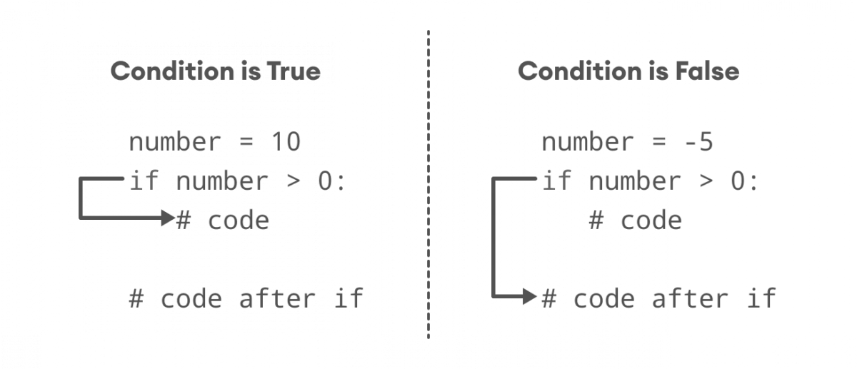 Condition is True
number = 10
if number > 0:
# code
# code after if
Condition is False
number = -5
if number > 0:
# code
# code after if